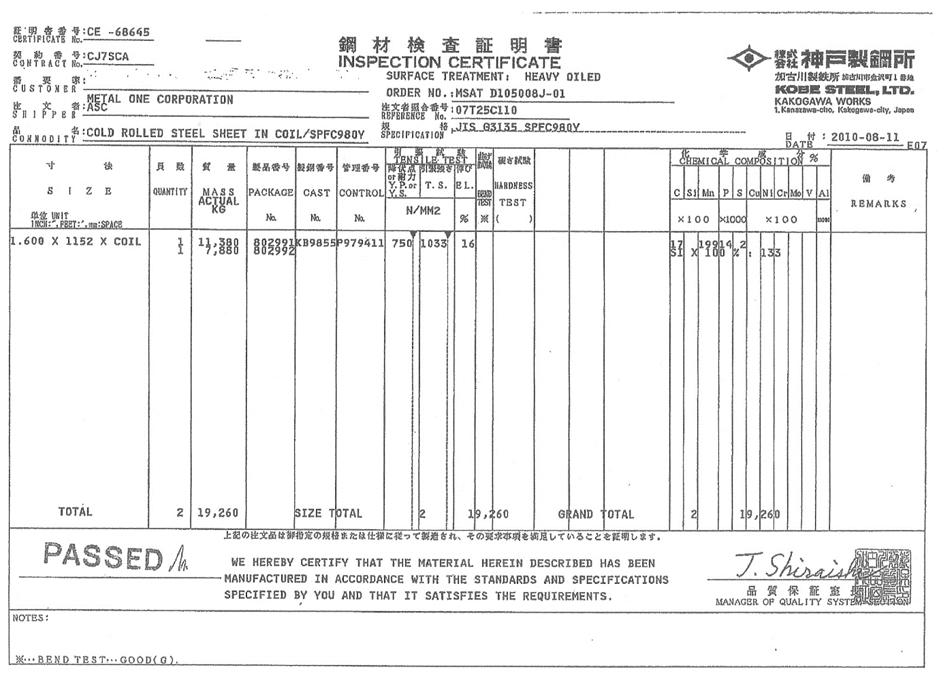 証明書番号:CE -68645
CERTIFICATE No.
契約番号:CJ7SCA
CONTRACT No.
需要家:
CUSTOMER
METAL ONE CORPORATION
注文者:ASC
SHIPPER
品名:COLD ROLLED STEEL SHEET IN COIL/SPFC980Y
COMMODITY
鋼材検査証明書
INSPECTION CERTIFICATE
SURFACE TREATMENT: HEAVY OILED
ORDER NO.:MSAT D105008J-01
注文者照合番号:07T25C110
REFERENCE No.
規格:JIS G3135 SPFC980Y
SPECIFICATION
株式会社 神戸製鋼所
加古川製鉄所 加古川市金沢町1番地
KOBE STEEL, LTD.
KAKOGAWA WORKS
1, Kanazawa-cho, Kakogawa-city, Japan
日付:2010-08-11
DATE E07
寸法 員数 質量 製品番号 製鋼番号 管理番号 引張試験 硬さ試験 化学成分% 備考
TENSILE TEST CHEMICAL COMPOSITION %
降伏点or耐力 引張強さ 伸び
SIZE QUANTITY MASS ACTUAL KG PACKAGE No. CAST No. CONTROL No. Y.P.or Y.S. T.S. EL. BEND TEST ※ HARDNESS TEST ( ) C Si Mn P S Cu Ni Cr Mo V Al REMARKS
N/MM2 % ×100 ×1000 ×100
単位 UNIT
INCH:″,FEET:′,mm:SPACE
1.600 X 1152 X COIL 1 11,380 802991 KB9855 P979411 750 1033 16 17 199 14 2
1 7,880 802992 SI X 100 % : 133
TOTAL 2 19,260 SIZE TOTAL 2 19,260 GRAND TOTAL 2 19,260
上記の注文品は御指定の規格または仕様に従って製造され、その要求事項を満足していることを証明します。
PASSED
WE HEREBY CERTIFY THAT THE MATERIAL HEREIN DESCRIBED HAS BEEN
MANUFACTURED IN ACCORDANCE WITH THE STANDARDS AND SPECIFICATIONS
SPECIFIED BY YOU AND THAT IT SATISFIES THE REQUIREMENTS.
T. Shiraishi
品質保証室長
MANAGER OF QUALITY SYSTEM SECTION
NOTES:
※…BEND TEST…GOOD(G).